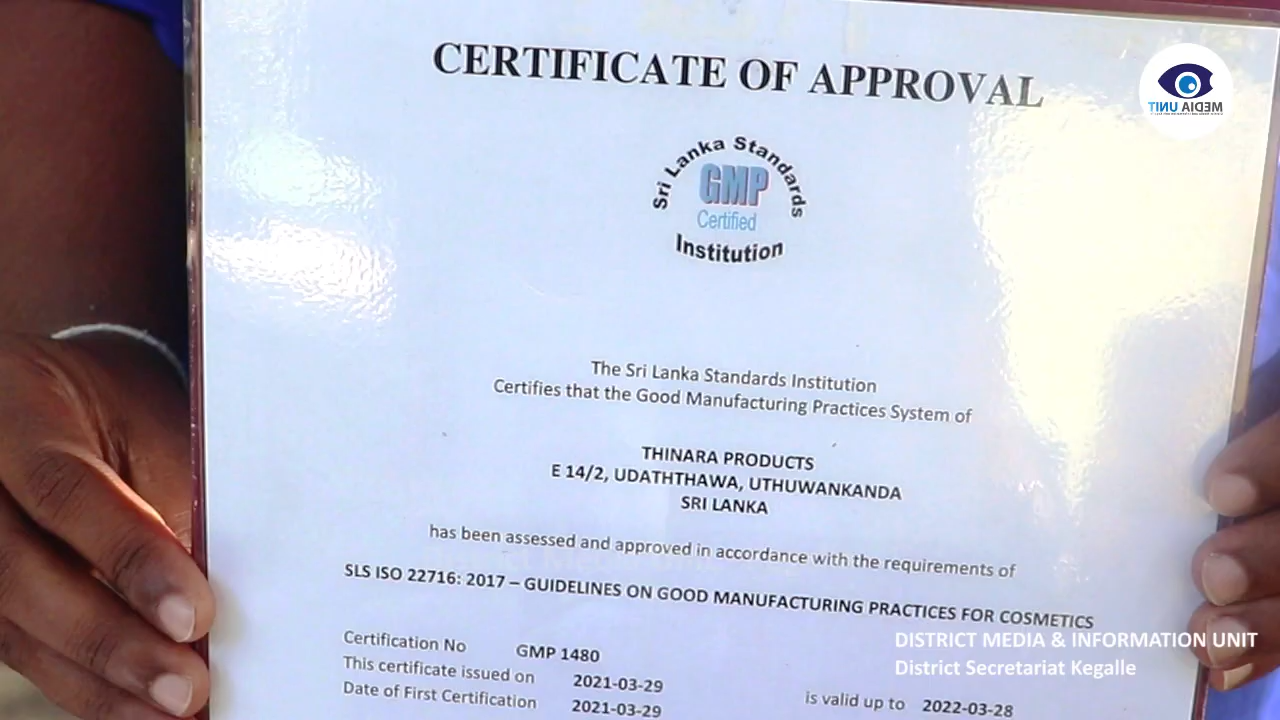 CERTIFICATE OF APPROVAL
MEDIA UNIT
Sri Lanka Standards
GMP
Certified
Institution
The Sri Lanka Standards Institution
Certifies that the Good Manufacturing Practices System of
THINARA PRODUCTS
E 14/2, UDATHTHAWA, UTHUWANKANDA
SRI LANKA
has been assessed and approved in accordance with the requirements of
SLS ISO 22716: 2017 – GUIDELINES ON GOOD MANUFACTURING PRACTICES FOR COSMETICS
Certification No GMP 1480
This certificate issued on 2021-03-29
is valid up to 2022-03-28
Date of First Certification 2021-03-29
DISTRICT MEDIA & INFORMATION UNIT
District Secretariat Kegalle